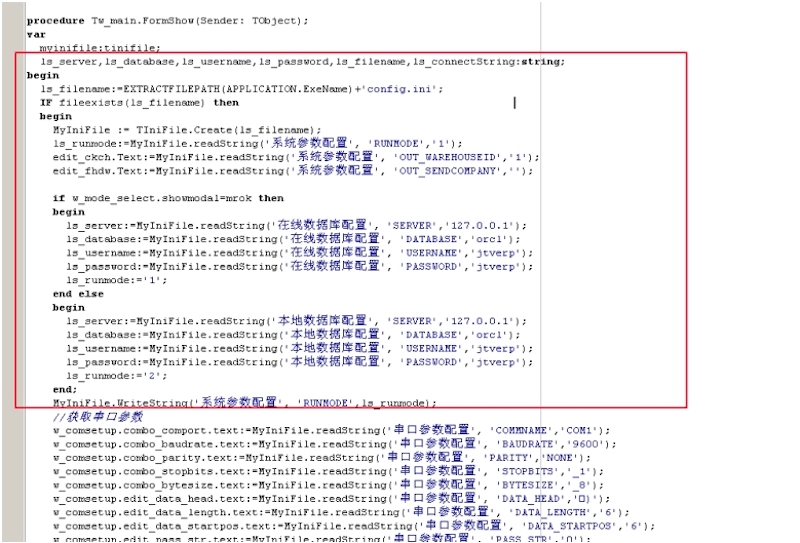 procedure Tw_main.FormShow(Sender: TObject);
var
myinifile:tinifile;
ls_server,ls_database,ls_username,ls_password,ls_filename,ls_connectString:string;
begin
ls_filename:=EXTRACTFILEPATH(APPLICATION.ExeName)+'config.ini';
IF fileexists(ls_filename) then
begin
MyIniFile := TIniFile.Create(ls_filename);
ls_runmode:=MyIniFile.readString('系统参数配置', 'RUNMODE','1');
edit_ckch.Text:=MyIniFile.readString('系统参数配置', 'OUT_WAREHOUSEID','1');
edit_fhdw.Text:=MyIniFile.readString('系统参数配置', 'OUT_SENDCOMPANY','');
if w_mode_select.showmodal=mrok then
begin
ls_server:=MyIniFile.readString('在线数据库配置', 'SERVER','127.0.0.1');
ls_database:=MyIniFile.readString('在线数据库配置', 'DATABASE','orcl');
ls_username:=MyIniFile.readString('在线数据库配置', 'USERNAME','jtverp');
ls_password:=MyIniFile.readString('在线数据库配置', 'PASSWORD','jtverp');
ls_runmode:='1';
end else
begin
ls_server:=MyIniFile.readString('本地数据库配置', 'SERVER','127.0.0.1');
ls_database:=MyIniFile.readString('本地数据库配置', 'DATABASE','orcl');
ls_username:=MyIniFile.readString('本地数据库配置', 'USERNAME','jtverp');
ls_password:=MyIniFile.readString('本地数据库配置', 'PASSWORD','jtverp');
ls_runmode:='2';
end;
MyIniFile.WriteString('系统参数配置', 'RUNMODE',ls_runmode);
//获取串口参数
w_comsetup.combo_comport.text:=MyIniFile.readString('串口参数配置', 'COMMNAME','COM1');
w_comsetup.combo_baudrate.text:=MyIniFile.readString('串口参数配置', 'BAUDRATE','9600');
w_comsetup.combo_parity.text:=MyIniFile.readString('串口参数配置', 'PARITY','NONE');
w_comsetup.combo_stopbits.text:=MyIniFile.readString('串口参数配置', 'STOPBITS','_1');
w_comsetup.combo_bytesize.text:=MyIniFile.readString('串口参数配置', 'BYTESIZE','_8');
w_comsetup.edit_data_head.text:=MyIniFile.readString('串口参数配置', 'DATA_HEAD','');
w_comsetup.edit_data_length.text:=MyIniFile.readString('串口参数配置', 'DATA_LENGTH','6');
w_comsetup.edit_data_startpos.text:=MyIniFile.readString('串口参数配置', 'DATA_STARTPOS','6');
w_comsetup.edit_pass_str.text:=MyIniFile.readString('串口参数配置', 'PASS_STR','0');